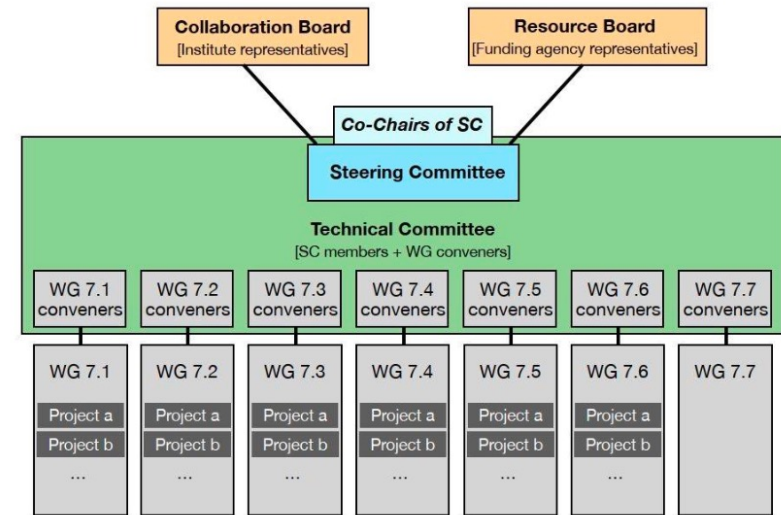 Collaboration Board
[Institute representatives]
Resource Board
[Funding agency representatives]
Co-Chairs of SC
Steering Committee
Technical Committee
[SC members + WG conveners]
WG 7.1
conveners
WG 7.2
conveners
WG 7.3
conveners
WG 7.4
conveners
WG 7.5
conveners
WG 7.6
conveners
WG 7.7
conveners
WG 7.1
Project a
Project b
...
WG 7.2
Project a
Project b
...
WG 7.3
Project a
Project b
...
WG 7.4
Project a
Project b
...
WG 7.5
Project a
Project b
...
WG 7.6
Project a
Project b
...
WG 7.7